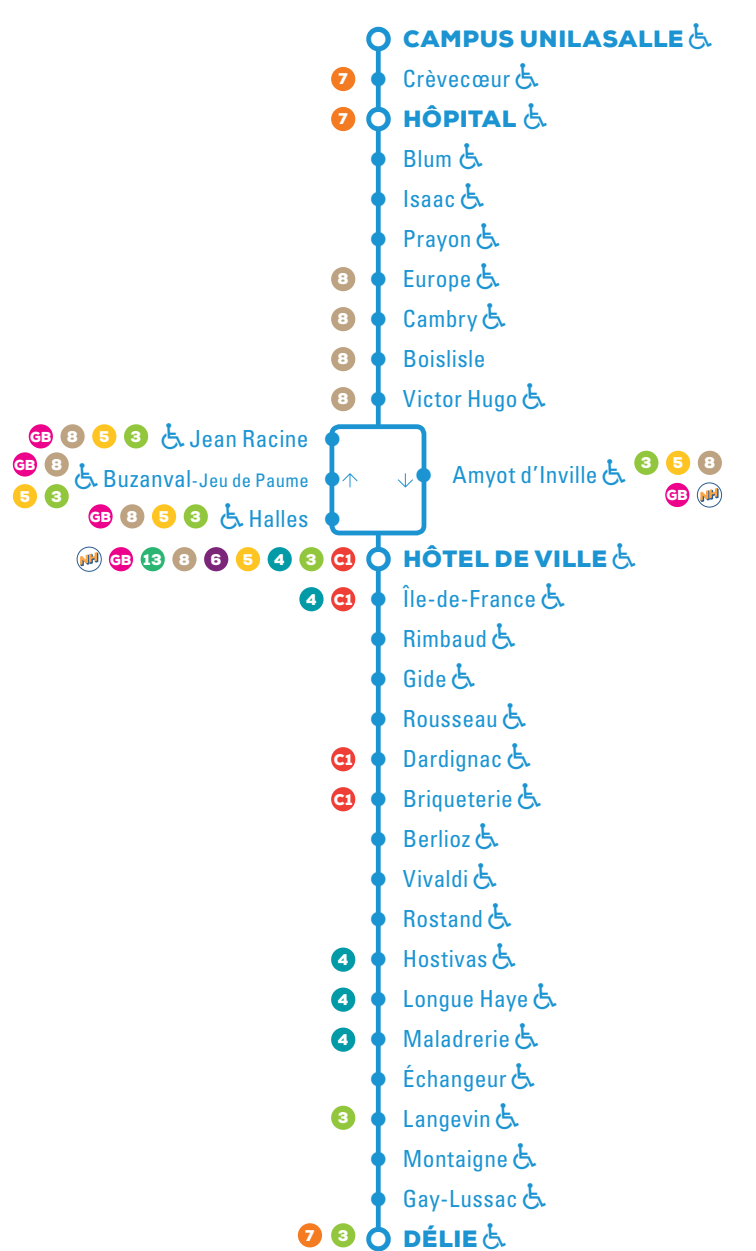 CAMPUS UNILASALLE
7 Crèvecœur
7 HÔPITAL
Blum
Isaac
Prayon
8 Europe
8 Cambry
8 Boislisle
8 Victor Hugo
GB 8 5 3 Jean Racine
GB 8
5 3
Buzanval-Jeu de Paume
↑ ↓
Amyot d’Inville
3 5 8
GB NH
GB 8 5 3 Halles
NH GB 13 8 6 5 4 3 C1 HÔTEL DE VILLE
4 C1 Île-de-France
Rimbaud
Gide
Rousseau
C1 Dardignac
C1 Briqueterie
Berlioz
Vivaldi
Rostand
4 Hostivas
4 Longue Haye
4 Maladrerie
Échangeur
3 Langevin
Montaigne
Gay-Lussac
7 3 DÉLIE